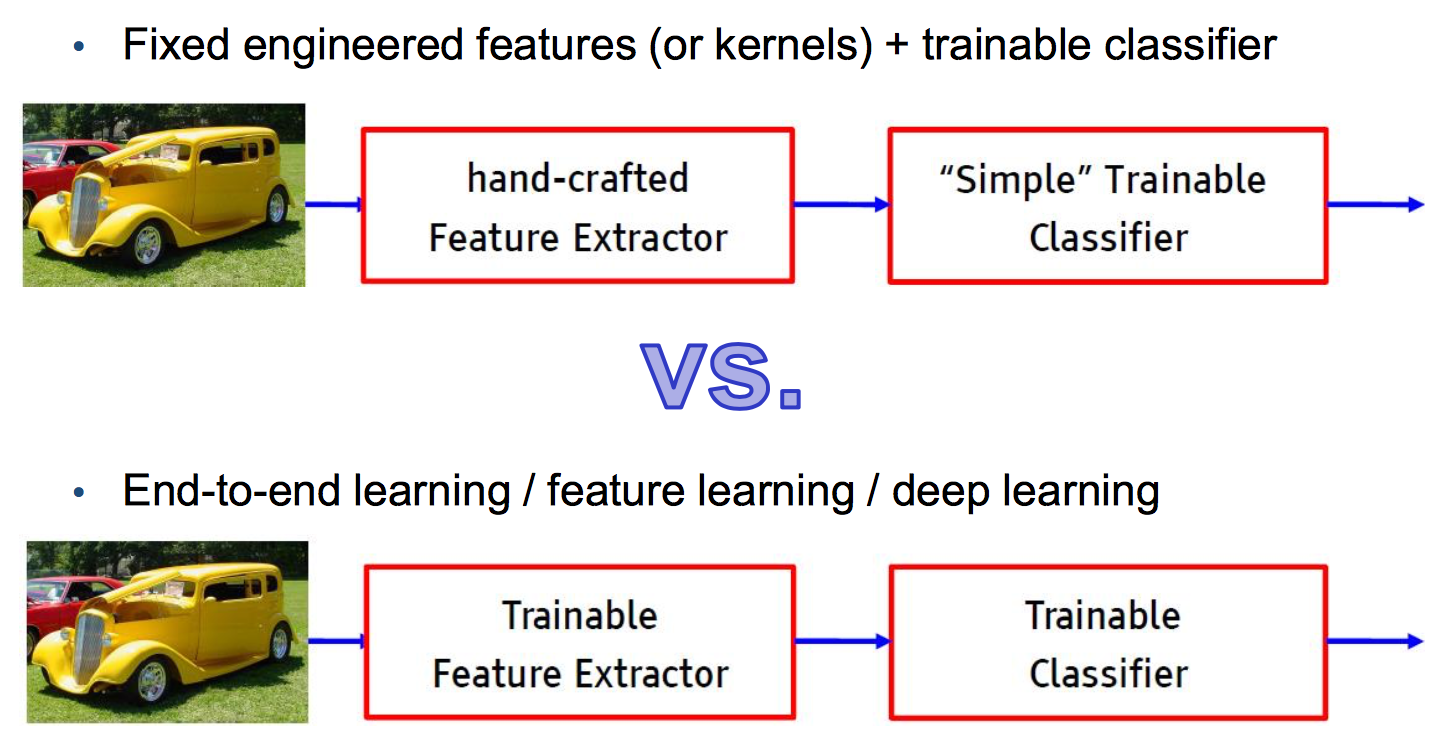 • Fixed engineered features (or kernels) + trainable classifier
hand-crafted
Feature Extractor
“Simple” Trainable
Classifier
vs.
• End-to-end learning / feature learning / deep learning
Trainable
Feature Extractor
Trainable
Classifier